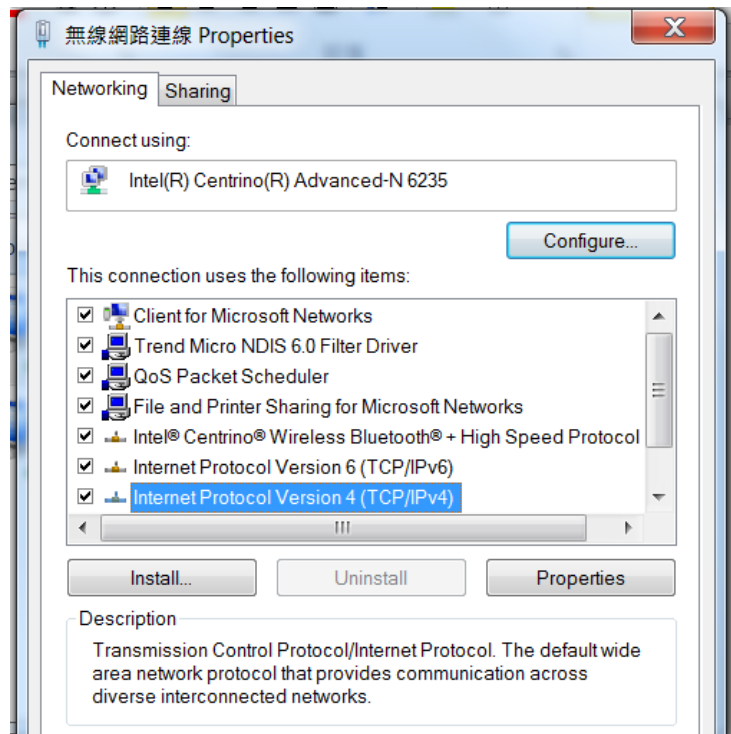 無線網路連線 Properties
Networking
Sharing
Connect using:
Intel(R) Centrino(R) Advanced-N 6235
Configure...
This connection uses the following items:
Client for Microsoft Networks
Trend Micro NDIS 6.0 Filter Driver
QoS Packet Scheduler
File and Printer Sharing for Microsoft Networks
Intel® Centrino® Wireless Bluetooth® + High Speed Protocol
Internet Protocol Version 6 (TCP/IPv6)
Internet Protocol Version 4 (TCP/IPv4)
Install...
Uninstall
Properties
Description
Transmission Control Protocol/Internet Protocol. The default wide
area network protocol that provides communication across
diverse interconnected networks.